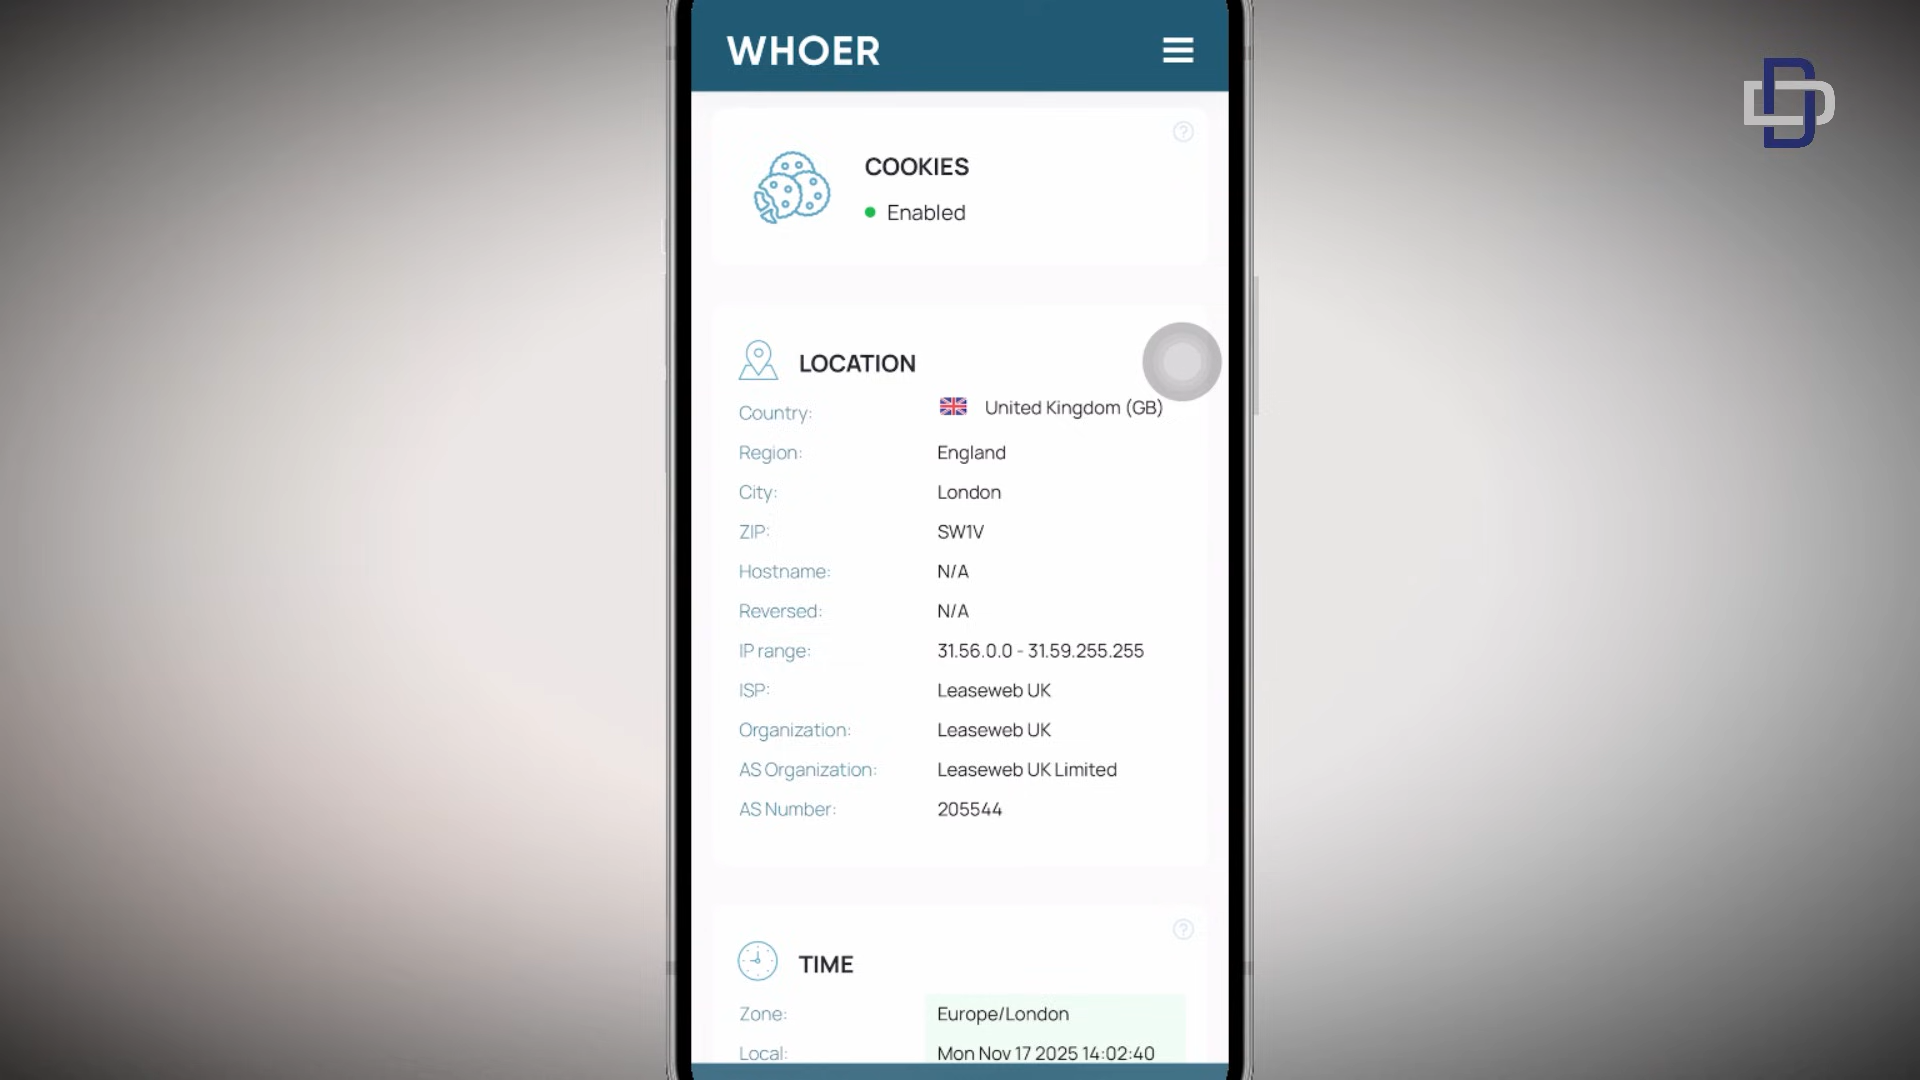 WHOER
COOKIES
Enabled
LOCATION
Country: United Kingdom (GB)
Region: England
City: London
ZIP: SW1V
Hostname: N/A
Reversed: N/A
IP range: 31.56.0.0 - 31.59.255.255
ISP: Leaseweb UK
Organization: Leaseweb UK
AS Organization: Leaseweb UK Limited
AS Number: 205544
TIME
Zone: Europe/London
Local: Mon Nov 17 2025 14:02:40